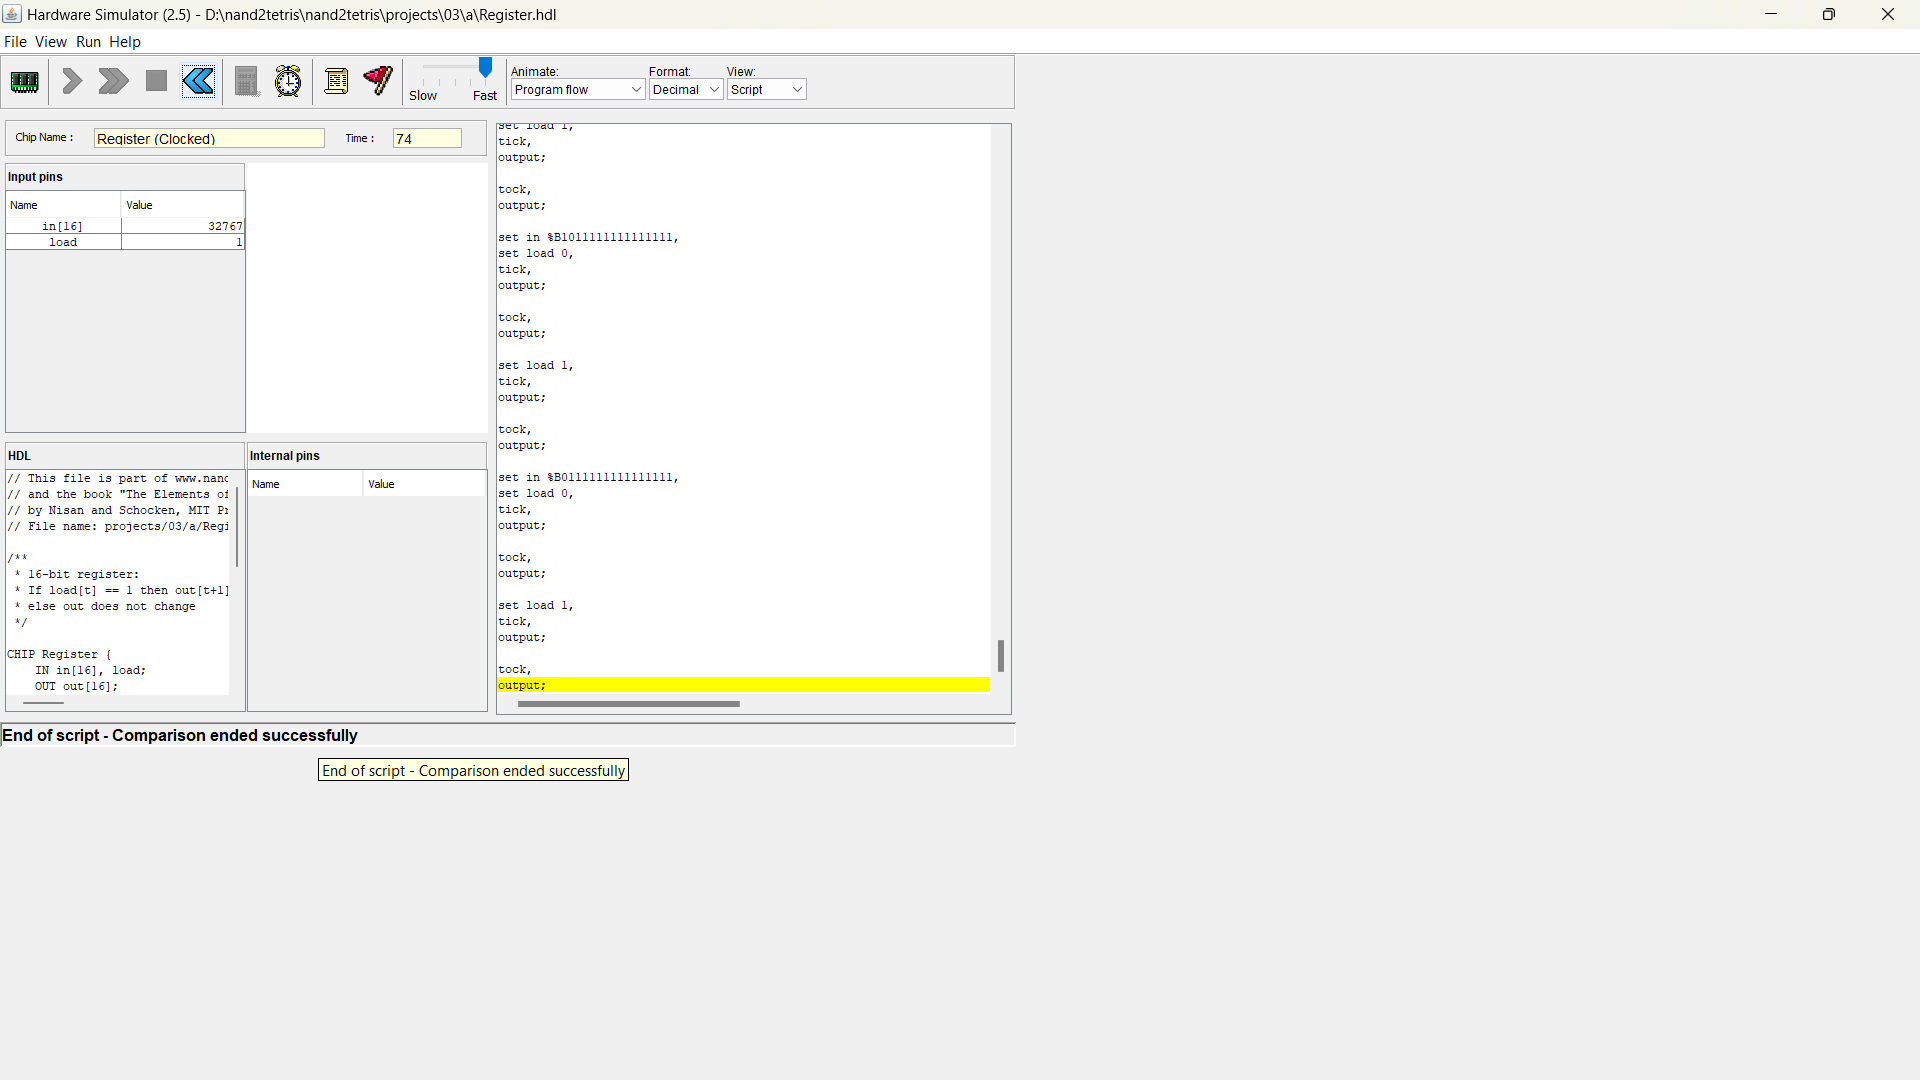 Hardware Simulator (2.5) - D:\nand2tetris\nand2tetris\projects\03\a\Register.hdl
File View Run Help
Slow Fast
Animate: Format: View:
Program flow Decimal Script
Chip Name : Register (Clocked) Time : 74
Input pins
Name Value
in[16] 32767
load 1
HDL
// This file is part of www.nand
// and the book "The Elements of
// by Nisan and Schocken, MIT Pr
// File name: projects/03/a/Regi
/**
* 16-bit register:
* If load[t] == 1 then out[t+1]
* else out does not change
*/
CHIP Register {
IN in[16], load;
OUT out[16];
Internal pins
Name Value
set load 1,
tick,
output;
tock,
output;
set in %B1011111111111111,
set load 0,
tick,
output;
tock,
output;
set load 1,
tick,
output;
tock,
output;
set in %B0111111111111111,
set load 0,
tick,
output;
tock,
output;
set load 1,
tick,
output;
tock,
output;
End of script - Comparison ended successfully
End of script - Comparison ended successfully